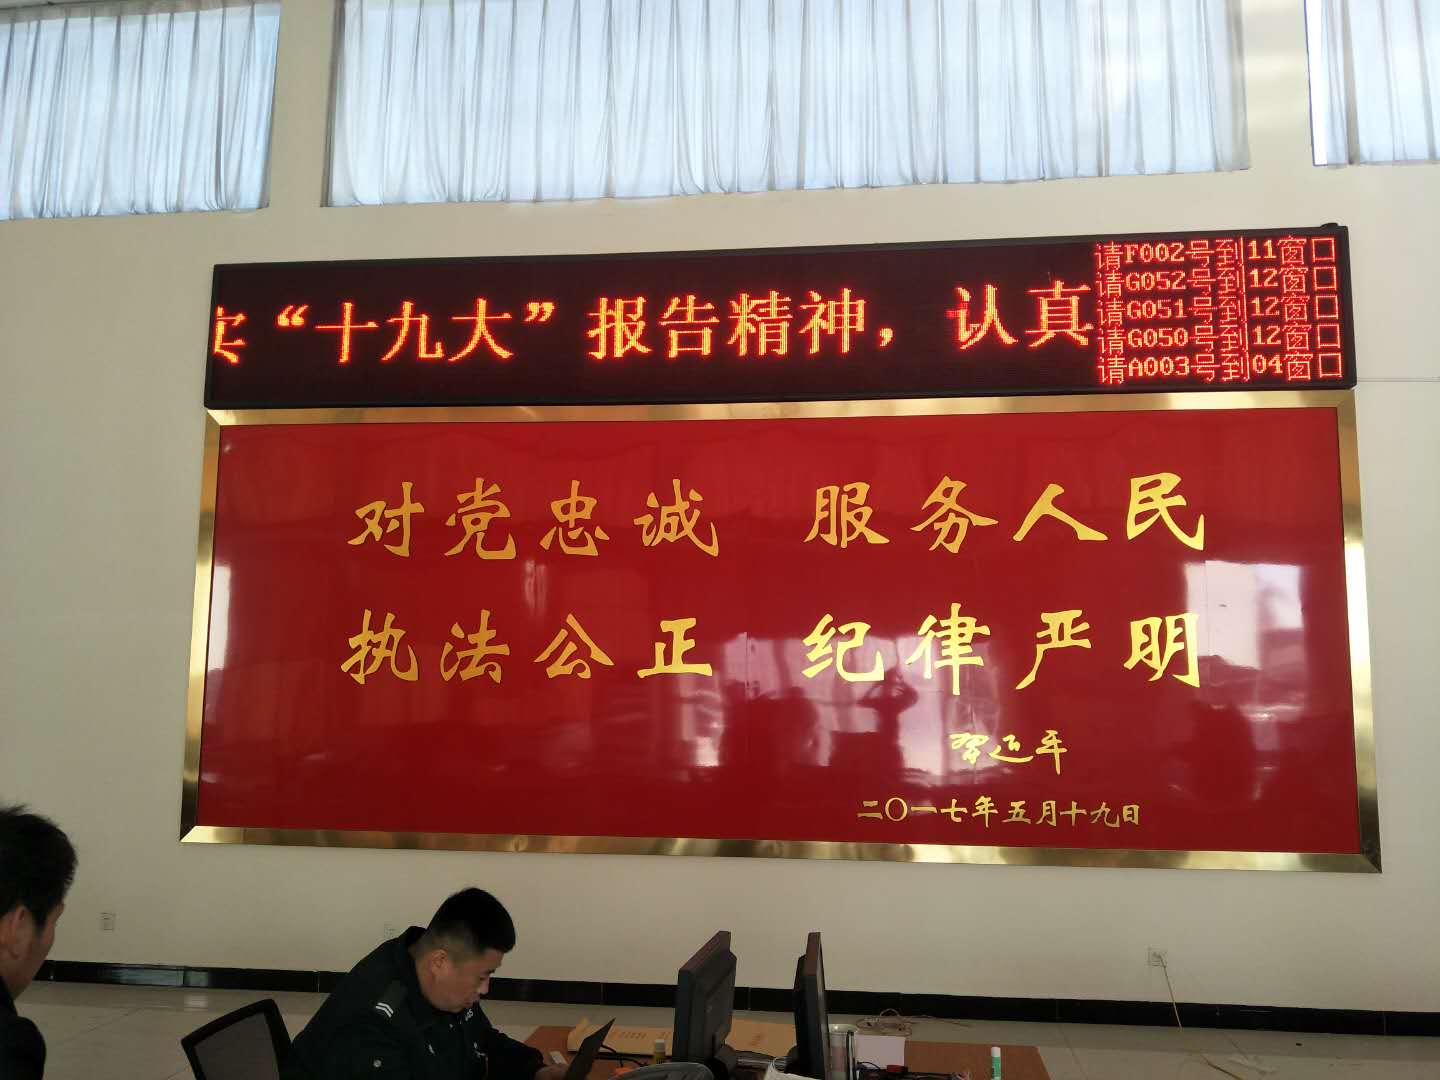 实“十九大”报告精神，认真
请F002号到11窗口
请G052号到12窗口
请G051号到12窗口
请G050号到12窗口
请A003号到04窗口
对党忠诚 服务人民
执法公正 纪律严明
习近平
二〇一七年五月十九日